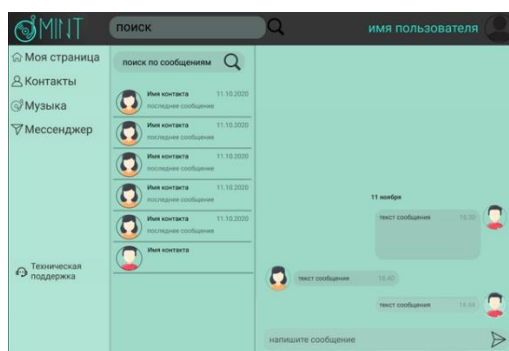 MINT
поиск
имя пользователя
Моя страница
Контакты
Музыка
Мессенджер
Техническая
поддержка
поиск по сообщениям
Имя контакта 11.10.2020
последнее сообщение
Имя контакта 11.10.2020
последнее сообщение
Имя контакта 11.10.2020
последнее сообщение
Имя контакта 11.10.2020
последнее сообщение
Имя контакта 11.10.2020
последнее сообщение
Имя контакта
11 ноября
текст сообщения 16:30
текст сообщения 16:40
текст сообщения 16:44
напишите сообщение